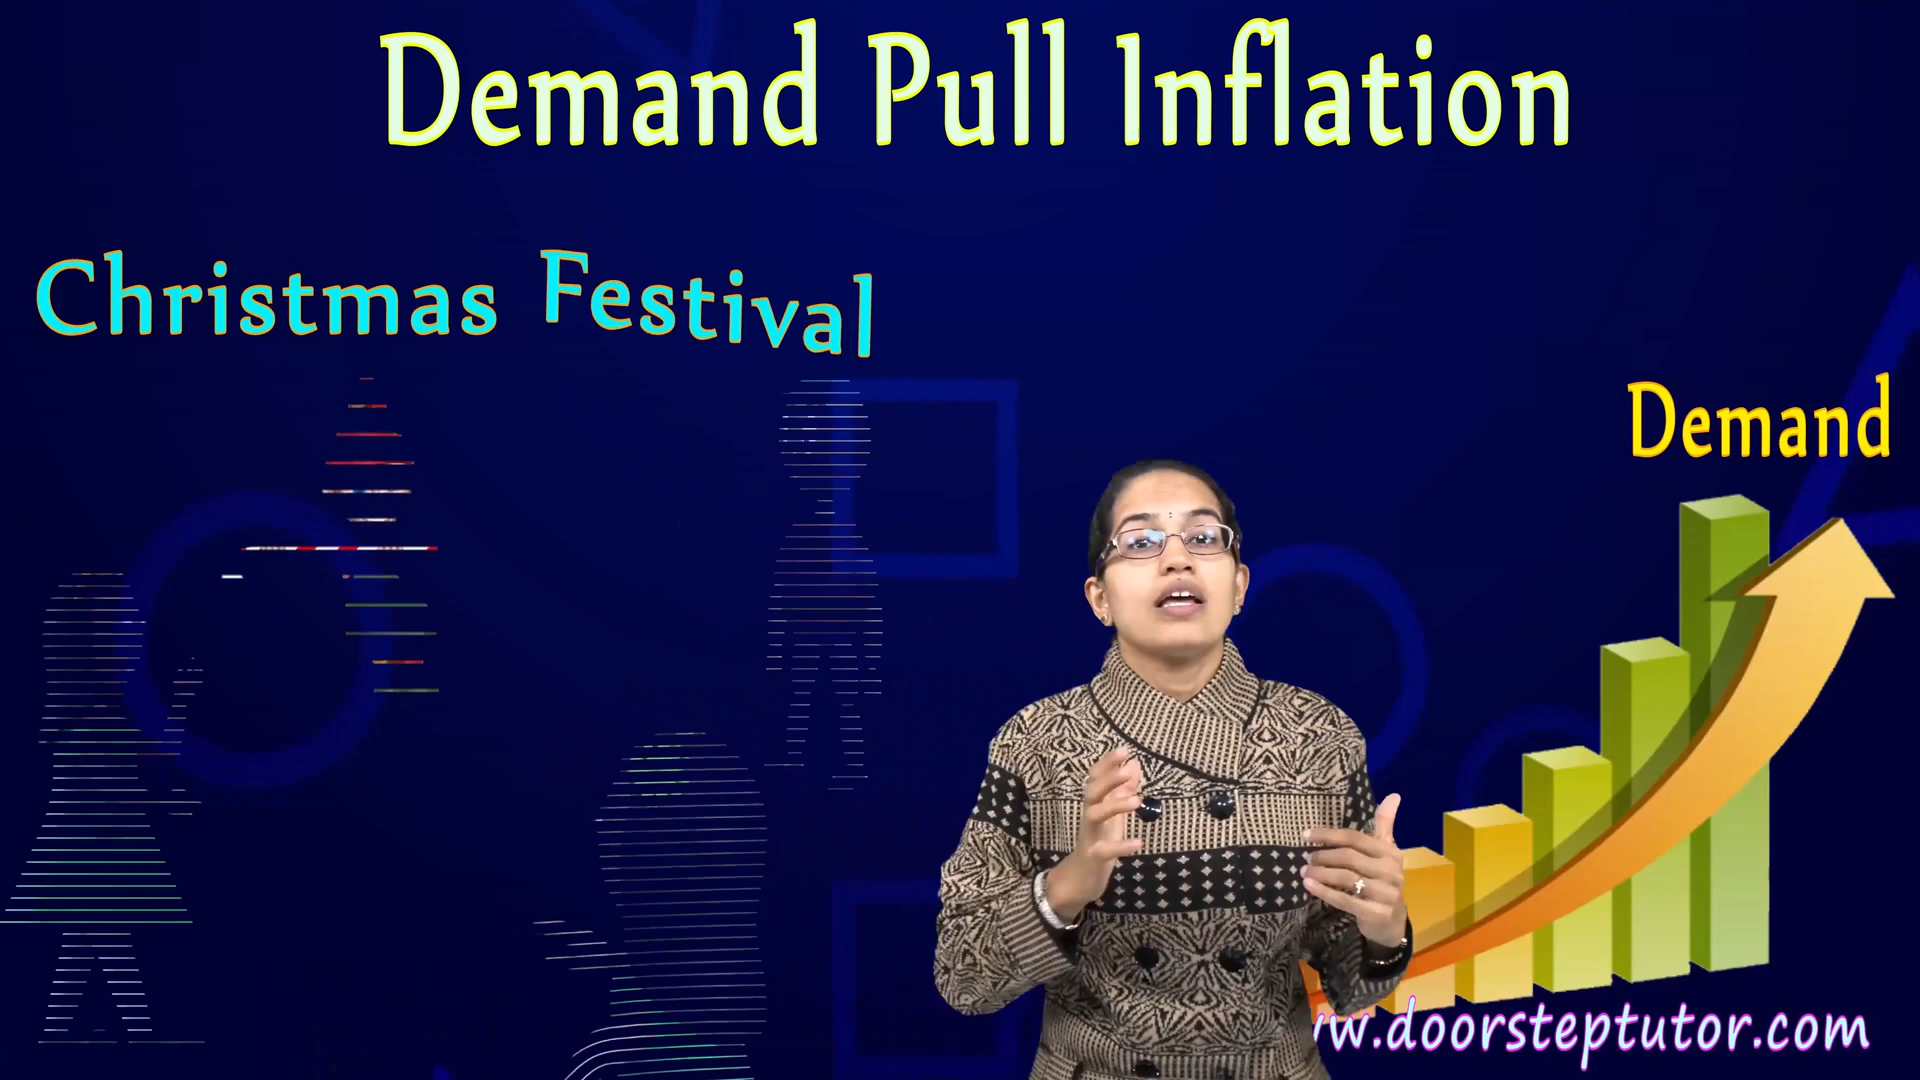 Demand Pull Inflation
Christmas Festival
Demand
w.doorsteptutor.com